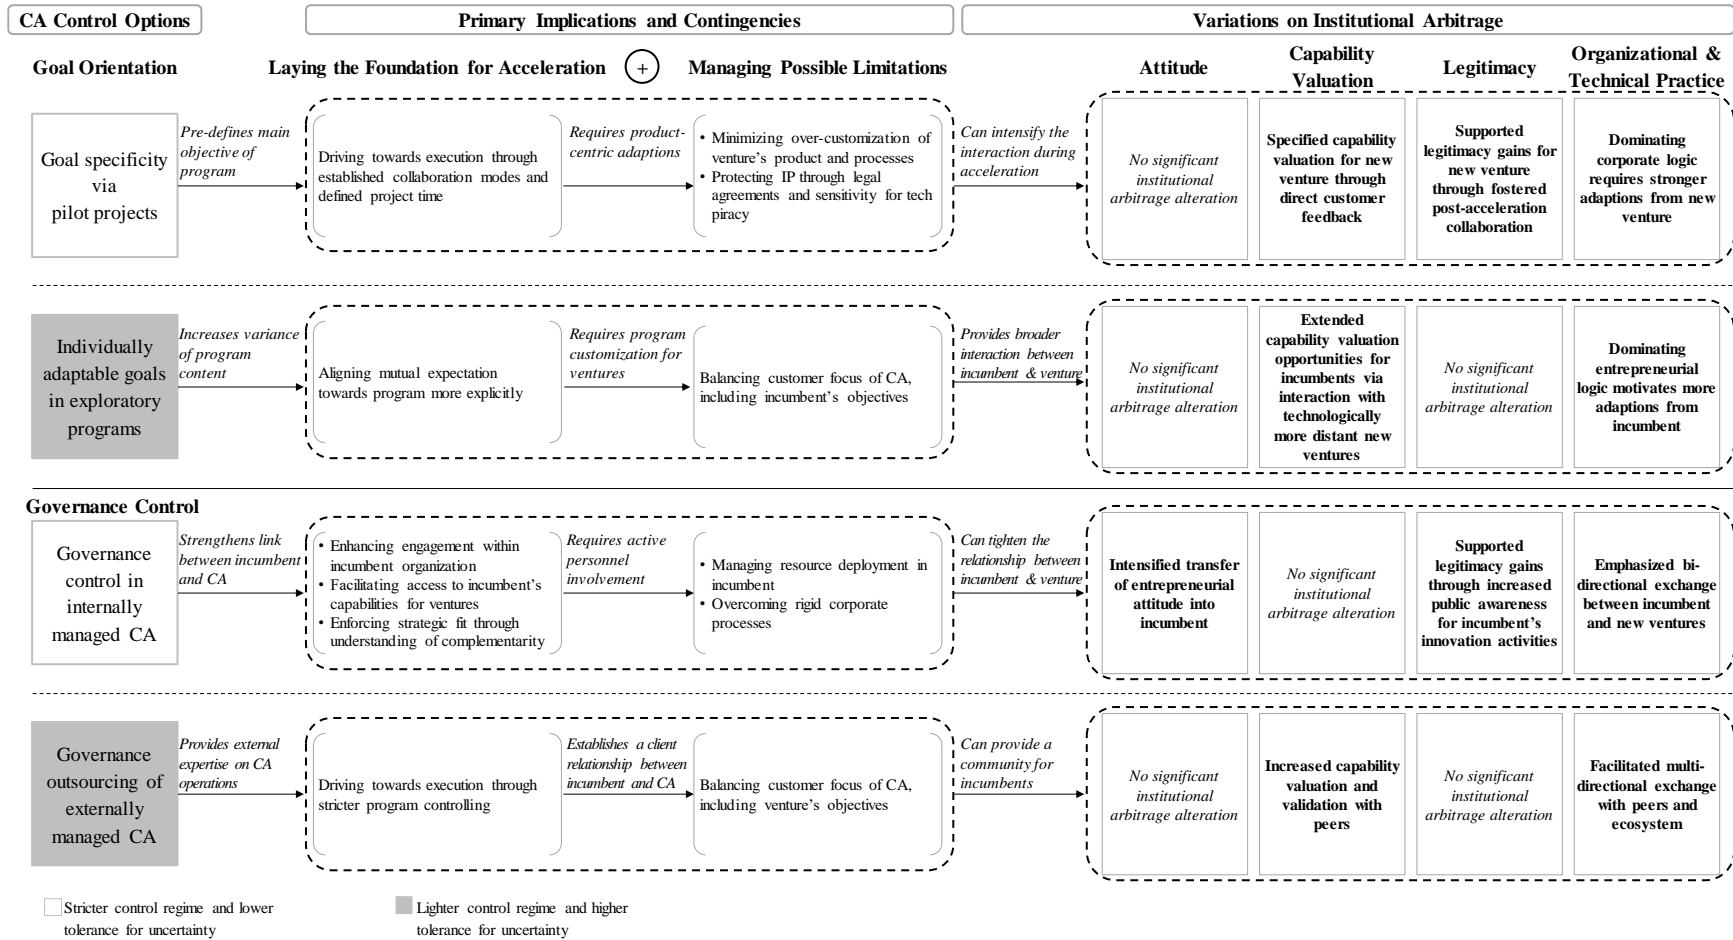 CA Control Options
Primary Implications and Contingencies
Variations on Institutional Arbitrage
Goal Orientation
Laying the Foundation for Acceleration
+
Managing Possible Limitations
Attitude
Capability
Valuation
Legitimacy
Organizational &
Technical Practice
Goal specificity
via
pilot projects
Pre-defines main
objective of
program
Driving towards execution through
established collaboration modes and
defined project time
Requires product-
centric adaptions
• Minimizing over-customization of
venture's product and processes
• Protecting IP through legal
agreements and sensitivity for tech
piracy
Can intensify the
interaction during
acceleration
No significant
institutional
arbitrage alteration
Specified capability
valuation for new
venture through
direct customer
feedback
Supported
legitimacy gains for
new venture
through fostered
post-acceleration
collaboration
Dominating
corporate logic
requires stronger
adaptions from new
venture
Individually
adaptable goals
in exploratory
programs
Increases variance
of program
content
Aligning mutual expectation
towards program more explicitly
Requires program
customization for
ventures
Balancing customer focus of CA,
including incumbent's objectives
Provides broader
interaction between
incumbent & venture
No significant
institutional
arbitrage alteration
Extended
capability valuation
opportunities for
incumbents via
interaction with
technologically
more distant new
ventures
No significant
institutional
arbitrage alteration
Dominating
entrepreneurial
logic motivates more
adaptions from
incumbent
Governance Control
Governance
control in
internally
managed CA
Strengthens link
between incumbent
and CA
• Enhancing engagement within
incumbent organization
• Facilitating access to incumbent's
capabilities for ventures
• Enforcing strategic fit through
understanding of complementarity
Requires active
personnel
involvement
• Managing resource deployment in
incumbent
• Overcoming rigid corporate
processes
Can tighten the
relationship between
incumbent & venture
Intensified transfer
of entrepreneurial
attitude into
incumbent
No significant
institutional
arbitrage alteration
Supported
legitimacy gains
through increased
public awareness
for incumbent's
innovation activities
Emphasized bi-
directional exchange
between incumbent
and new ventures
Governance
outsourcing of
externally
managed CA
Provides external
expertise on CA
operations
Driving towards execution through
stricter program controlling
Establishes a client
relationship between
incumbent and CA
Balancing customer focus of CA,
including venture's objectives
Can provide a
community for
incumbents
No significant
institutional
arbitrage alteration
Increased capability
valuation and
validation with
peers
No significant
institutional
arbitrage alteration
Facilitated multi-
directional exchange
with peers and
ecosystem
Stricter control regime and lower
tolerance for uncertainty
Lighter control regime and higher
tolerance for uncertainty